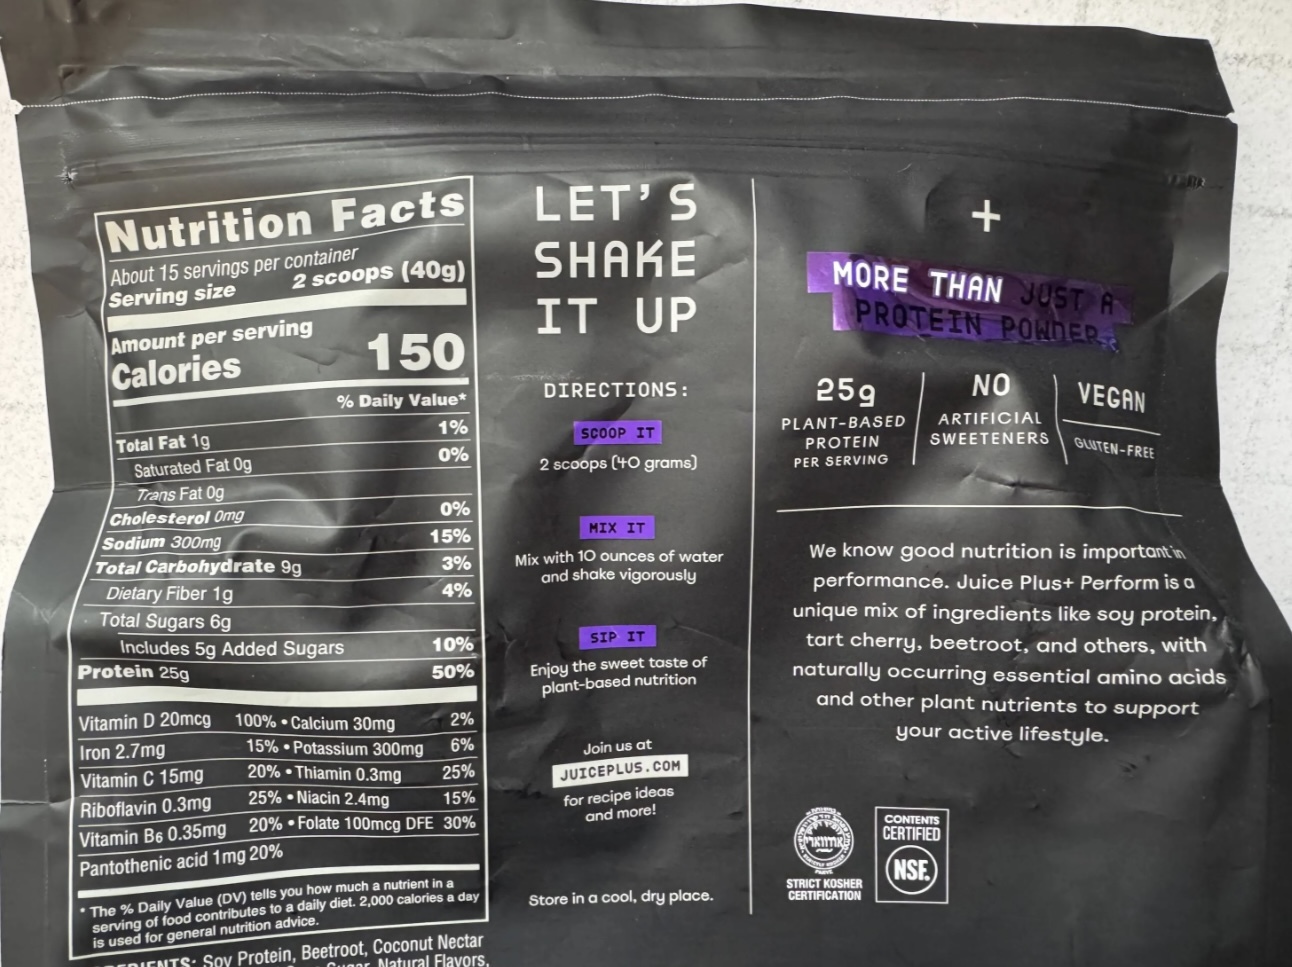 Nutrition Facts
About 15 servings per container
Serving size 2 scoops (40g)
Amount per serving
Calories 150
% Daily Value*
Total Fat 1g 1%
Saturated Fat 0g 0%
Trans Fat 0g
Cholesterol 0mg 0%
Sodium 300mg 15%
Total Carbohydrate 9g 3%
Dietary Fiber 1g 4%
Total Sugars 6g
Includes 5g Added Sugars 10%
Protein 25g 50%
Vitamin D 20mcg 100% • Calcium 30mg 2%
Iron 2.7mg 15% • Potassium 300mg 6%
Vitamin C 15mg 20% • Thiamin 0.3mg 25%
Riboflavin 0.3mg 25% • Niacin 2.4mg 15%
Vitamin B6 0.35mg 20% • Folate 100mcg DFE 30%
Pantothenic acid 1mg 20%
* The % Daily Value (DV) tells you how much a nutrient in a
serving of food contributes to a daily diet. 2,000 calories a day
is used for general nutrition advice.
Soy Protein, Beetroot, Coconut Nectar
Sugar, Natural Flavors,
LET'S
SHAKE
IT UP
DIRECTIONS:
SCOOP IT
2 scoops (40 grams)
MIX IT
Mix with 10 ounces of water
and shake vigorously
SIP IT
Enjoy the sweet taste of
plant-based nutrition
Join us at
JUICEPLUS.COM
for recipe ideas
and more!
Store in a cool, dry place.
+
MORE THAN JUST A
PROTEIN POWDER.
25g
PLANT-BASED
PROTEIN
PER SERVING
NO
ARTIFICIAL
SWEETENERS
VEGAN
GLUTEN-FREE
We know good nutrition is important in
performance. Juice Plus+ Perform is a
unique mix of ingredients like soy protein,
tart cherry, beetroot, and others, with
naturally occurring essential amino acids
and other plant nutrients to support
your active lifestyle.
STRICT KOSHER
CERTIFICATION
CONTENTS
CERTIFIED
NSF.